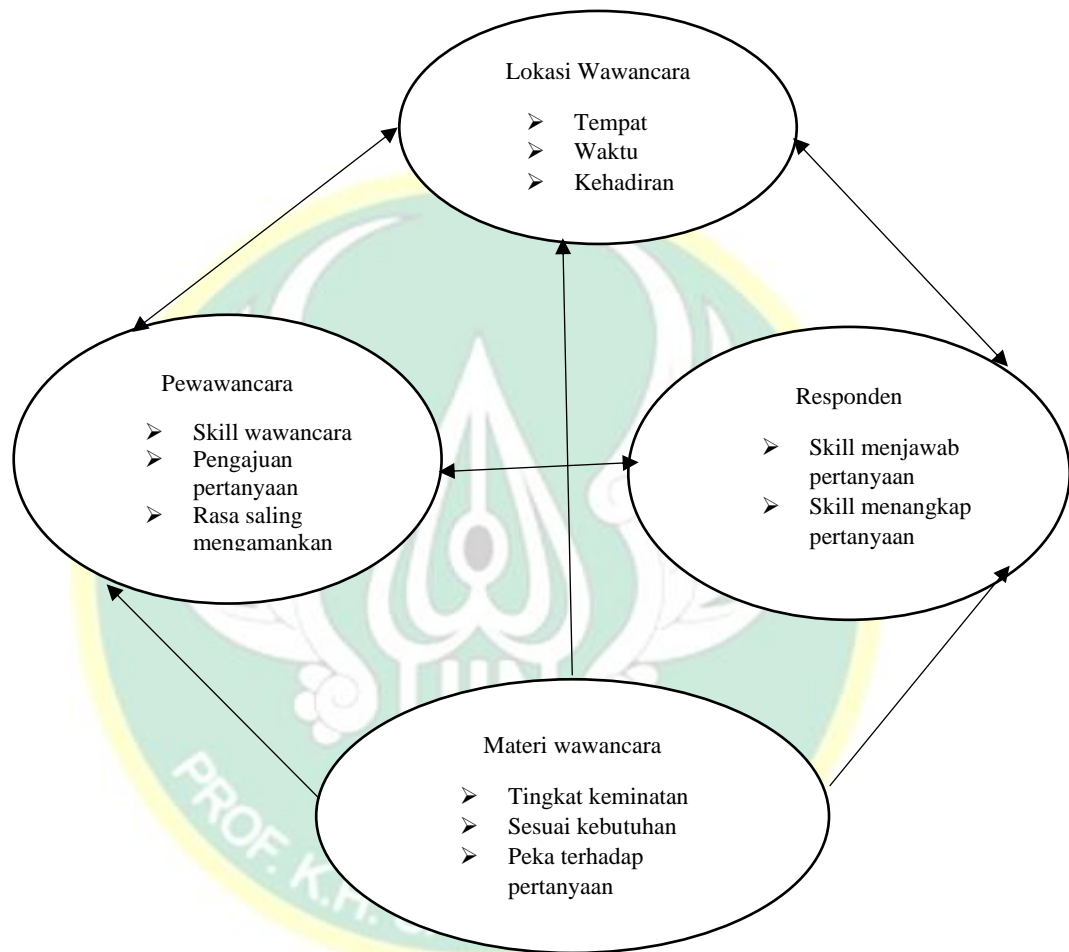 Lokasi Wawancara
➢ Tempat
➢ Waktu
➢ Kehadiran
Pewawancara
➢ Skill wawancara
➢ Pengajuan
pertanyaan
➢ Rasa saling
mengamankan
Responden
➢ Skill menjawab
pertanyaan
➢ Skill menangkap
pertanyaan
Materi wawancara
➢ Tingkat keminatan
➢ Sesuai kebutuhan
➢ Peka terhadap
pertanyaan
PROF. K.H.